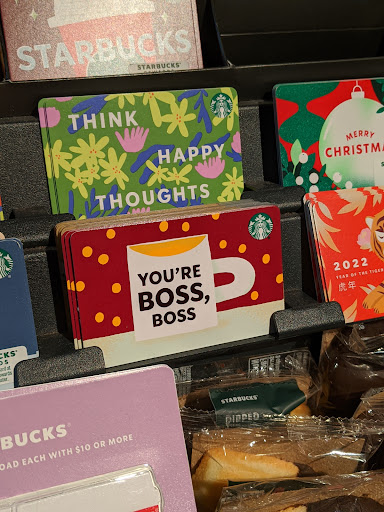 STARBUCKS
STARBUCKS
THINK
HAPPY
THOUGHTS
MERRY
CHRISTMAS
YOU'RE
BOSS,
BOSS
2022
YEAR OF THE TIGER
虎年
STARBUCKS
DIPPED
BUCKS®
OAD EACH WITH $10 OR MORE